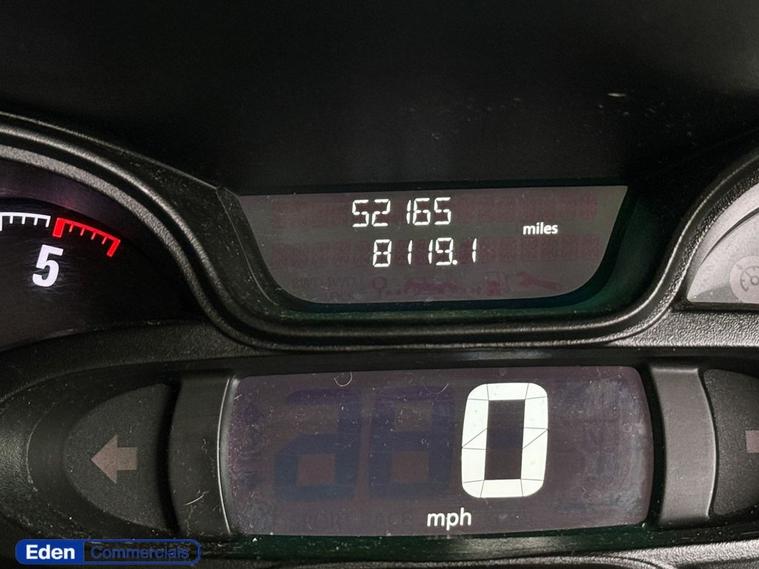 52165
8119.1
miles
5
0
mph
Eden Commercials